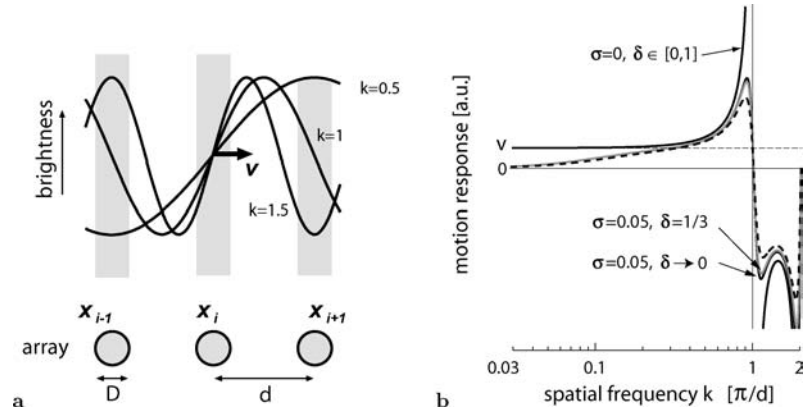 a
brightness
k=0.5
k=1
v
k=1.5
x i-1
x i
x i+1
array
D
d
b
motion response [a.u.]
σ=0, δ ∈ [0,1]
v
0
σ=0.05, δ=1/3
σ=0.05, δ → 0
0.03
0.1
1
2
spatial frequency k [π/d]